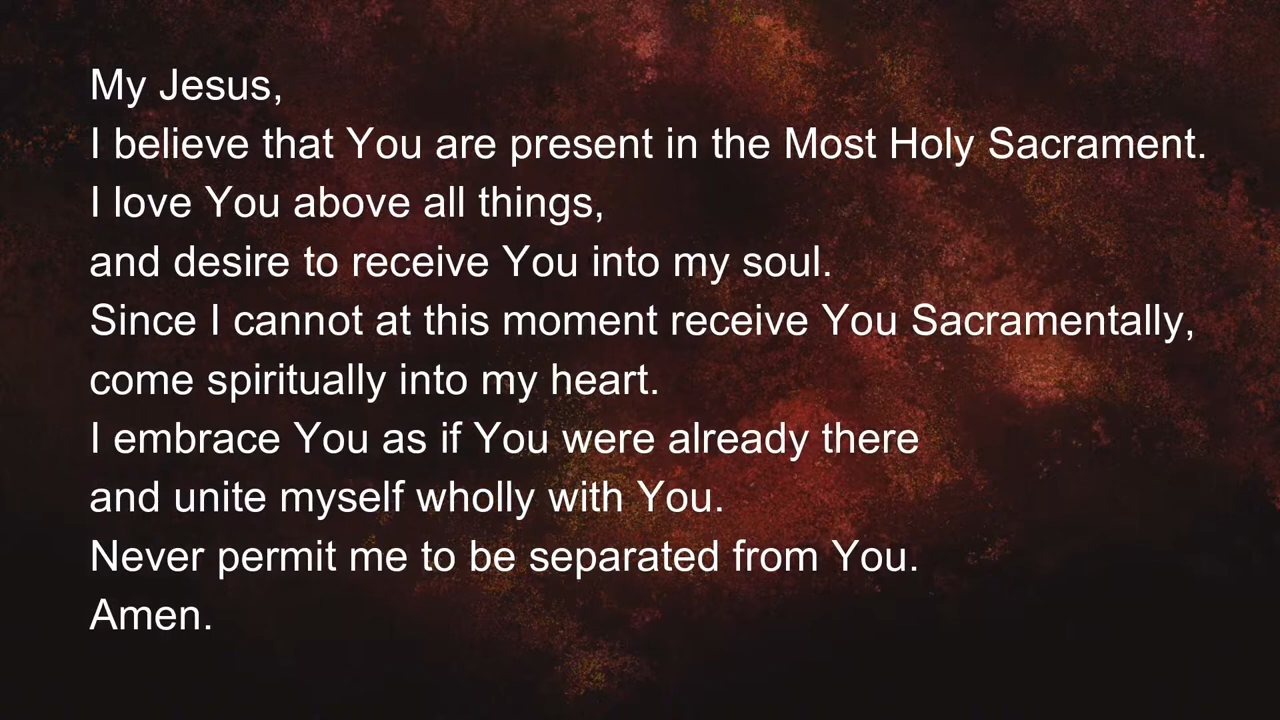 My Jesus,
I believe that You are present in the Most Holy Sacrament.
I love You above all things,
and desire to receive You into my soul.
Since I cannot at this moment receive You Sacramentally,
come spiritually into my heart.
I embrace You as if You were already there
and unite myself wholly with You.
Never permit me to be separated from You.
Amen.